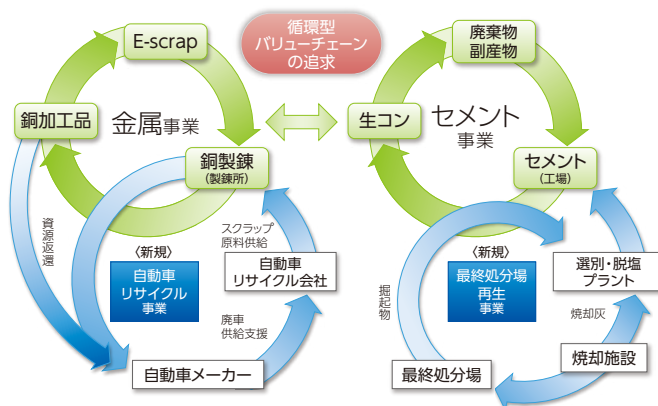 循環型
バリューチェーン
の追求
E-scrap
銅加工品
金属事業
銅製錬
(製錬所)
資源返還
〈新規〉
自動車
リサイクル
事業
スクラップ
原料供給
自動車
リサイクル会社
廃車
供給支援
自動車メーカー
廃棄物
副産物
生コン
セメント
事業
セメント
(工場)
掘起物
〈新規〉
最終処分場
再生
事業
選別・脱塩
プラント
焼却灰
焼却施設
最終処分場